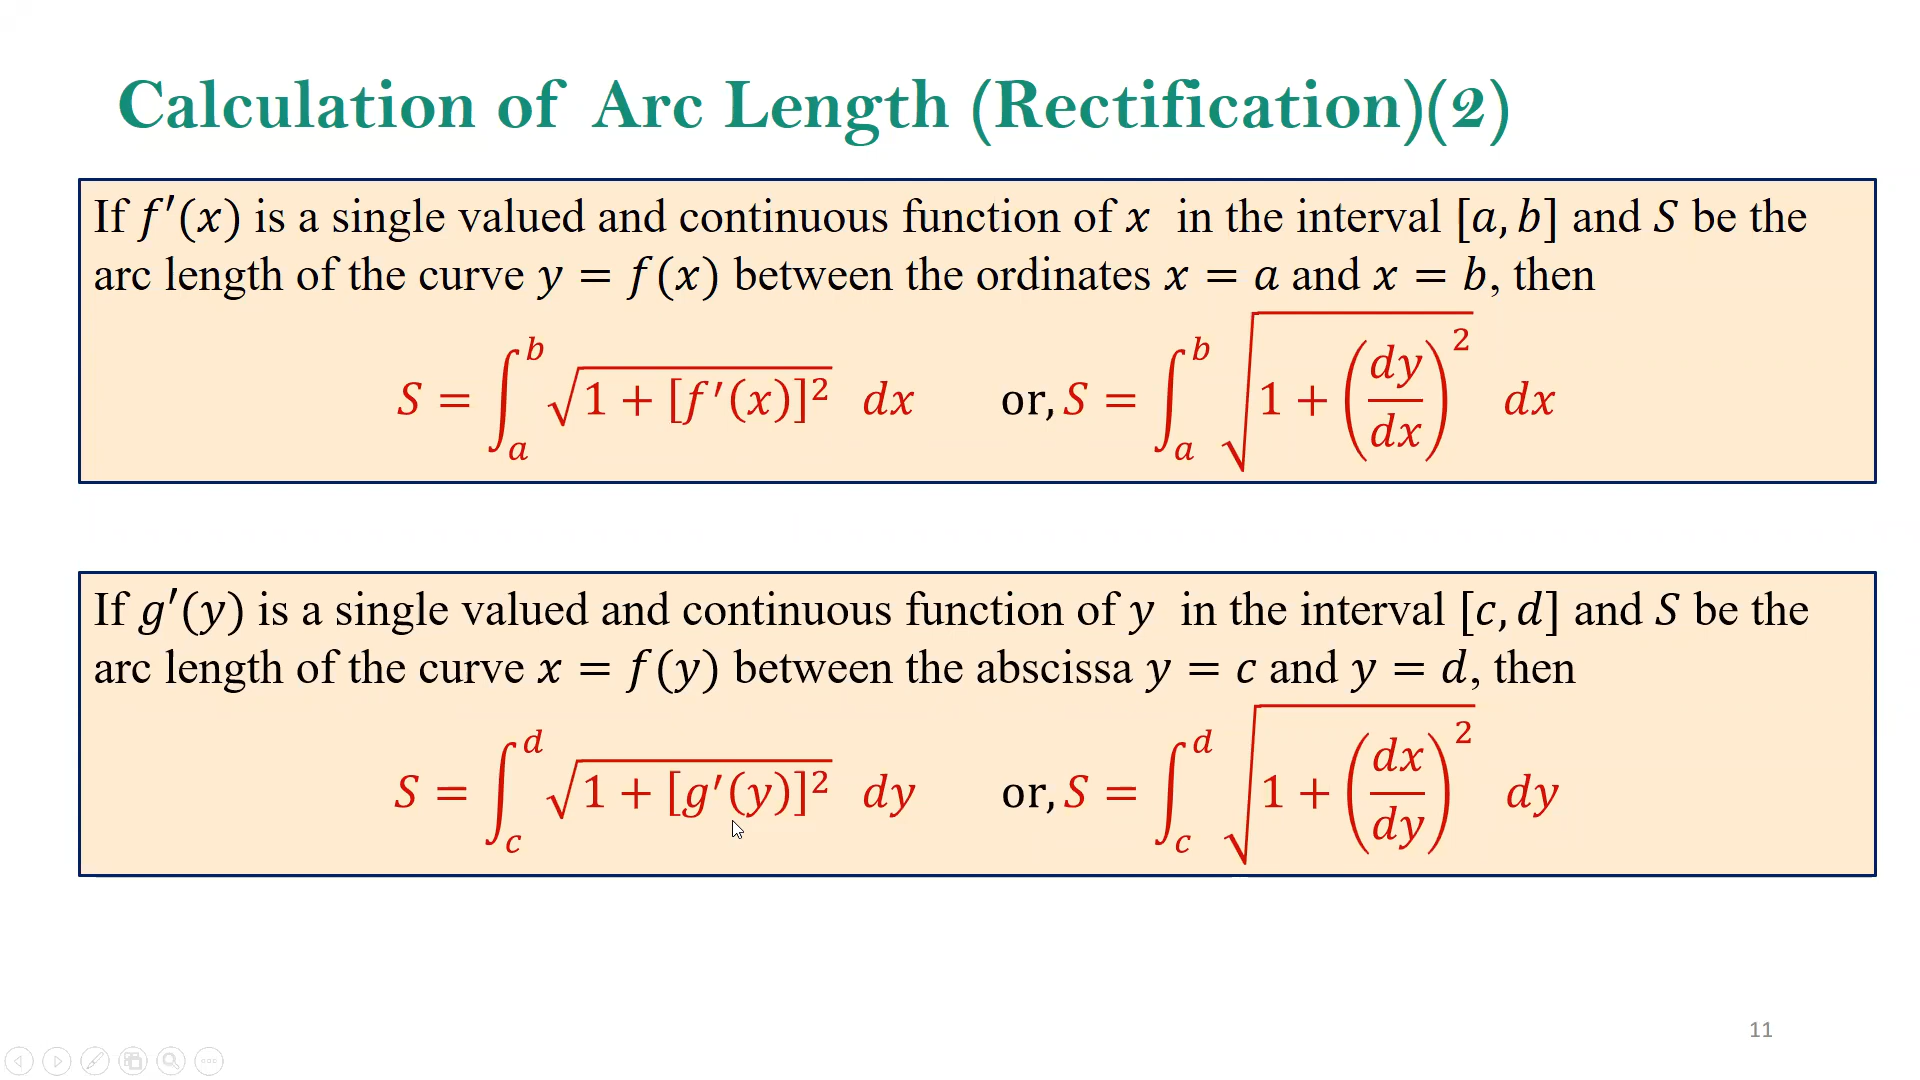 Calculation of Arc Length (Rectification)(2)
If f′(x) is a single valued and continuous function of x in the interval [a, b] and S be the
arc length of the curve y = f(x) between the ordinates x = a and x = b, then
S = ∫_a^b √(1 + [f′(x)]²) dx or, S = ∫_a^b √(1 + (dy/dx)²) dx
If g′(y) is a single valued and continuous function of y in the interval [c, d] and S be the
arc length of the curve x = f(y) between the abscissa y = c and y = d, then
S = ∫_c^d √(1 + [g′(y)]²) dy or, S = ∫_c^d √(1 + (dx/dy)²) dy
11